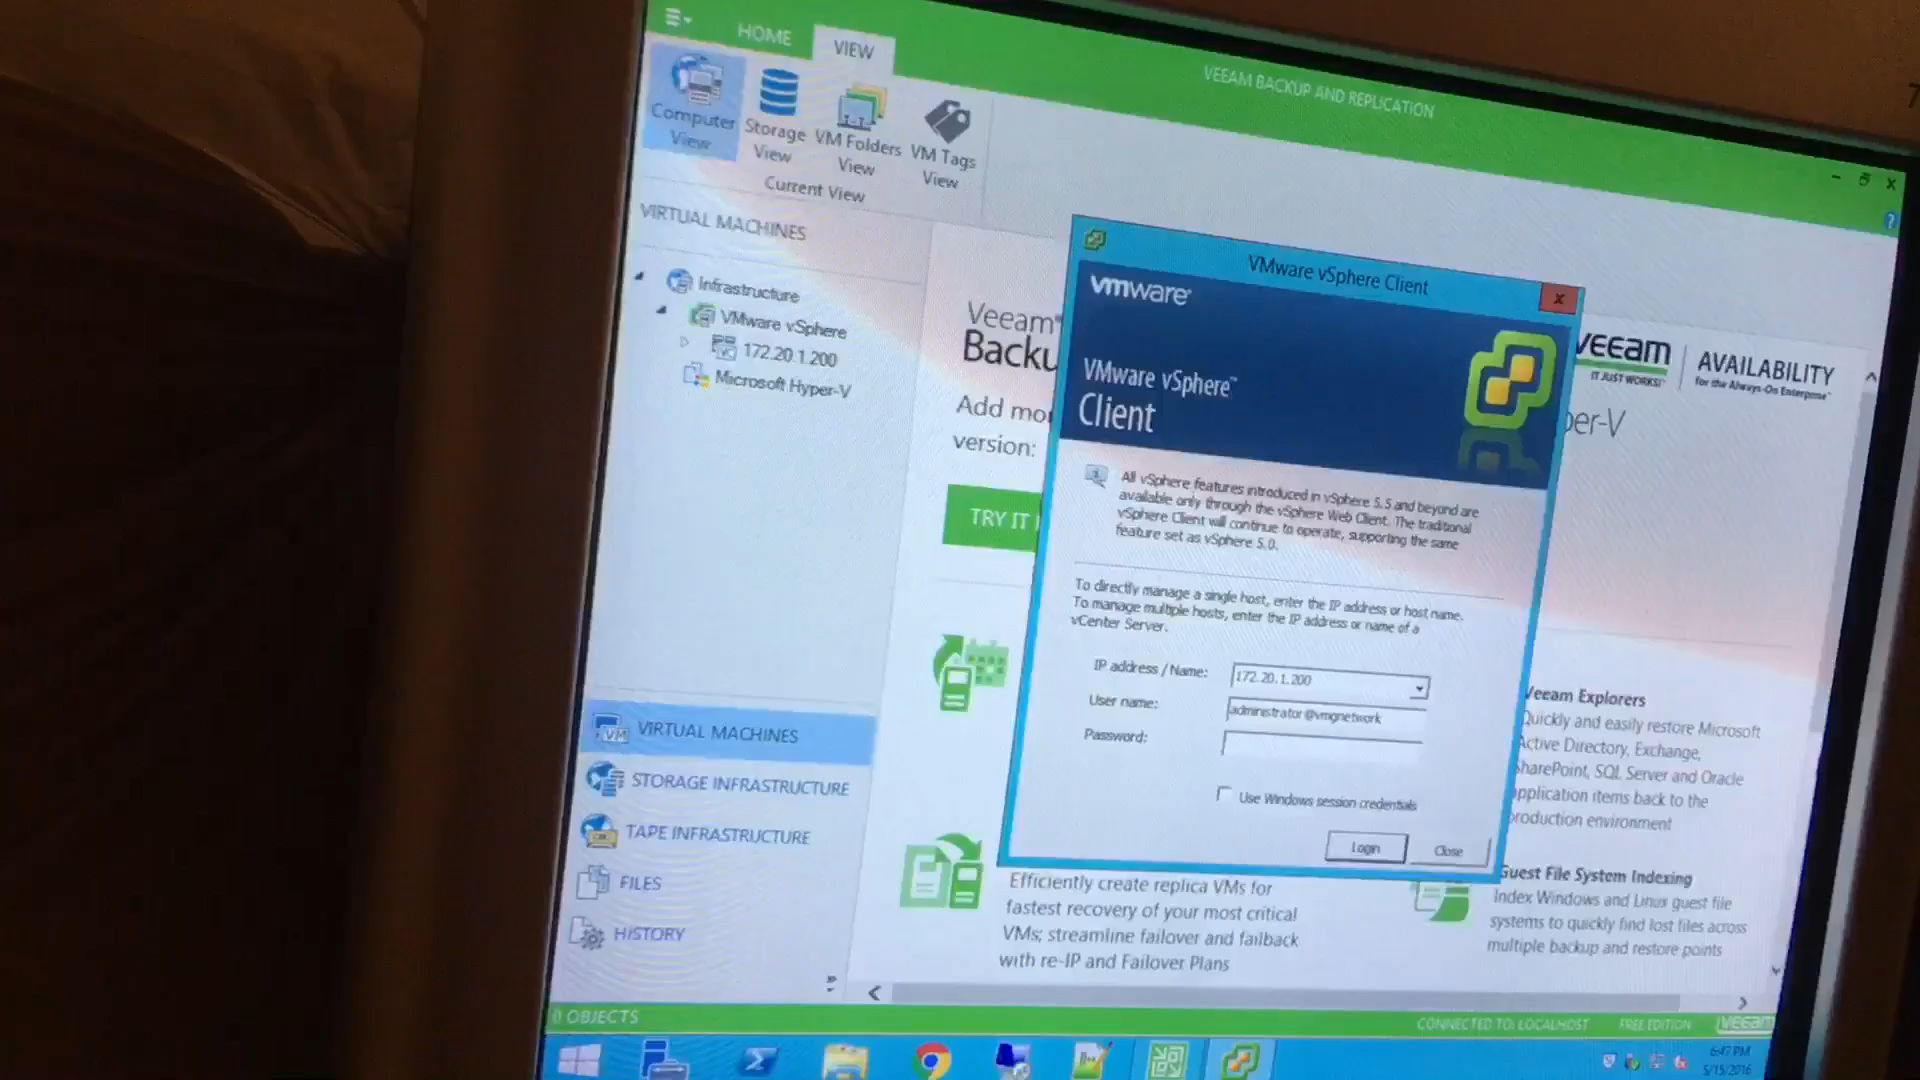 HOME
VIEW
VEEAM BACKUP AND REPLICATION
Computer
View
Storage
View
VM Folders
View
VM Tags
View
Current View
VIRTUAL MACHINES
Infrastructure
VMware vSphere
172.20.1.200
Microsoft Hyper-V
Veeam
Backu
Add mo
version:
TRY IT
VMware vSphere Client
vmware
VMware vSphere™
Client
All vSphere features introduced in vSphere 5.5 and beyond are
available only through the vSphere Web Client. The traditional
vSphere Client will continue to operate, supporting the same
feature set as vSphere 5.0.
To directly manage a single host, enter the IP address or host name.
To manage multiple hosts, enter the IP address or name of a
vCenter Server.
IP address / Name:
172.20.1.200
User name:
administrator@vmgnetwork
Password:
Use Windows session credentials
Login
Close
veeam
IT JUST WORKS!
AVAILABILITY
for the Always-On Enterprise™
per-V
Veeam Explorers
Quickly and easily restore Microsoft
Active Directory, Exchange,
SharePoint, SQL Server and Oracle
application items back to the
production environment
VIRTUAL MACHINES
STORAGE INFRASTRUCTURE
TAPE INFRASTRUCTURE
FILES
HISTORY
Efficiently create replica VMs for
fastest recovery of your most critical
VMs; streamline failover and failback
with re-IP and Failover Plans
Guest File System Indexing
Index Windows and Linux guest file
systems to quickly find lost files across
multiple backup and restore points
0 OBJECTS
CONNECTED TO: LOCALHOST
FREE EDITION
veeam
6:47 PM
5/15/2016